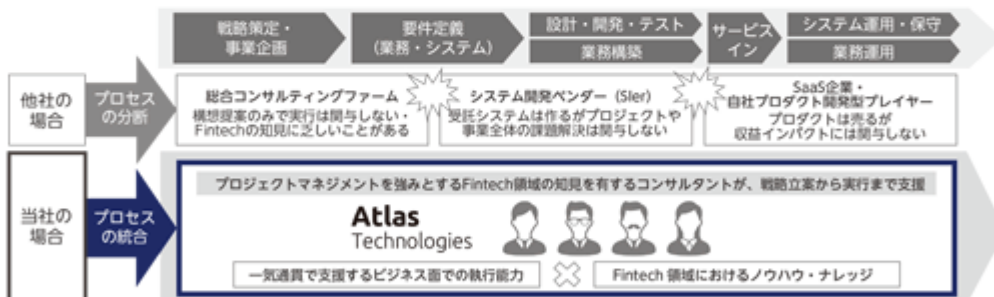 戦略策定・
事業企画
要件定義
(業務・システム)
設計・開発・テスト
業務構築
サービス
イン
システム運用・保守
業務運用
他社の
場合
プロセス
の分断
総合コンサルティングファーム
構想提案のみで実行は関与しない・
Fintechの知見に乏しいことがある
システム開発ベンダー（SIer）
受託システムは作るがプロジェクトや
事業全体の課題解決は関与しない
SaaS企業・
自社プロダクト開発型プレイヤー
プロダクトは売るが
収益インパクトには関与しない
当社の
場合
プロセス
の統合
プロジェクトマネジメントを強みとするFintech領域の知見を有するコンサルタントが、戦略立案から実行まで支援
Atlas
Technologies
一気通貫で支援するビジネス面での執行能力
Fintech 領域におけるノウハウ・ナレッジ